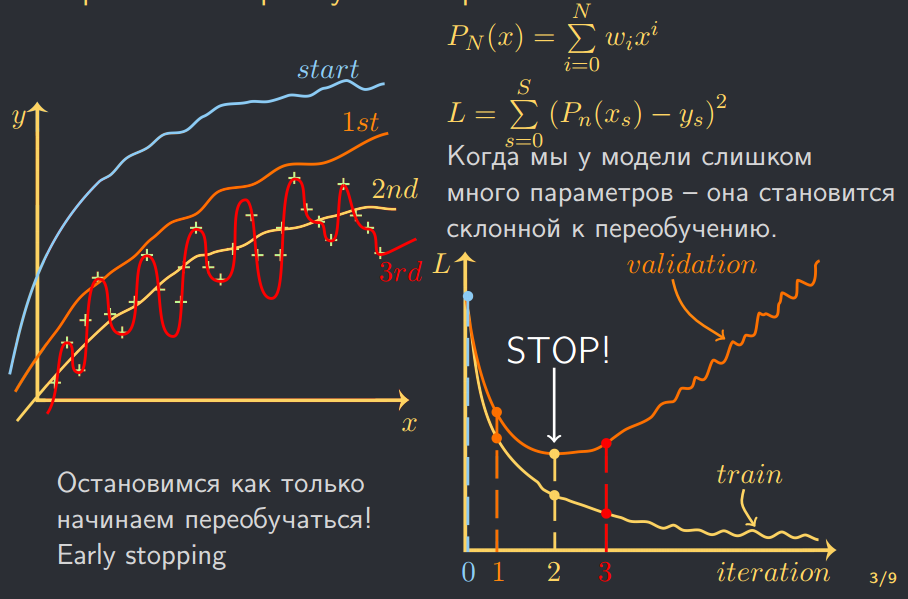 P_N(x) = \sum_{i=0}^{N} w_i x^i
L = \sum_{s=0}^{S} (P_n(x_s) - y_s)^2
Когда мы у модели слишком
много параметров – она становится
склонной к переобучению.
start
y
1st
2nd
3rd
x
L
validation
STOP!
train
0 1 2 3 iteration
Остановимся как только
начинаем переобучаться!
Early stopping
3/9